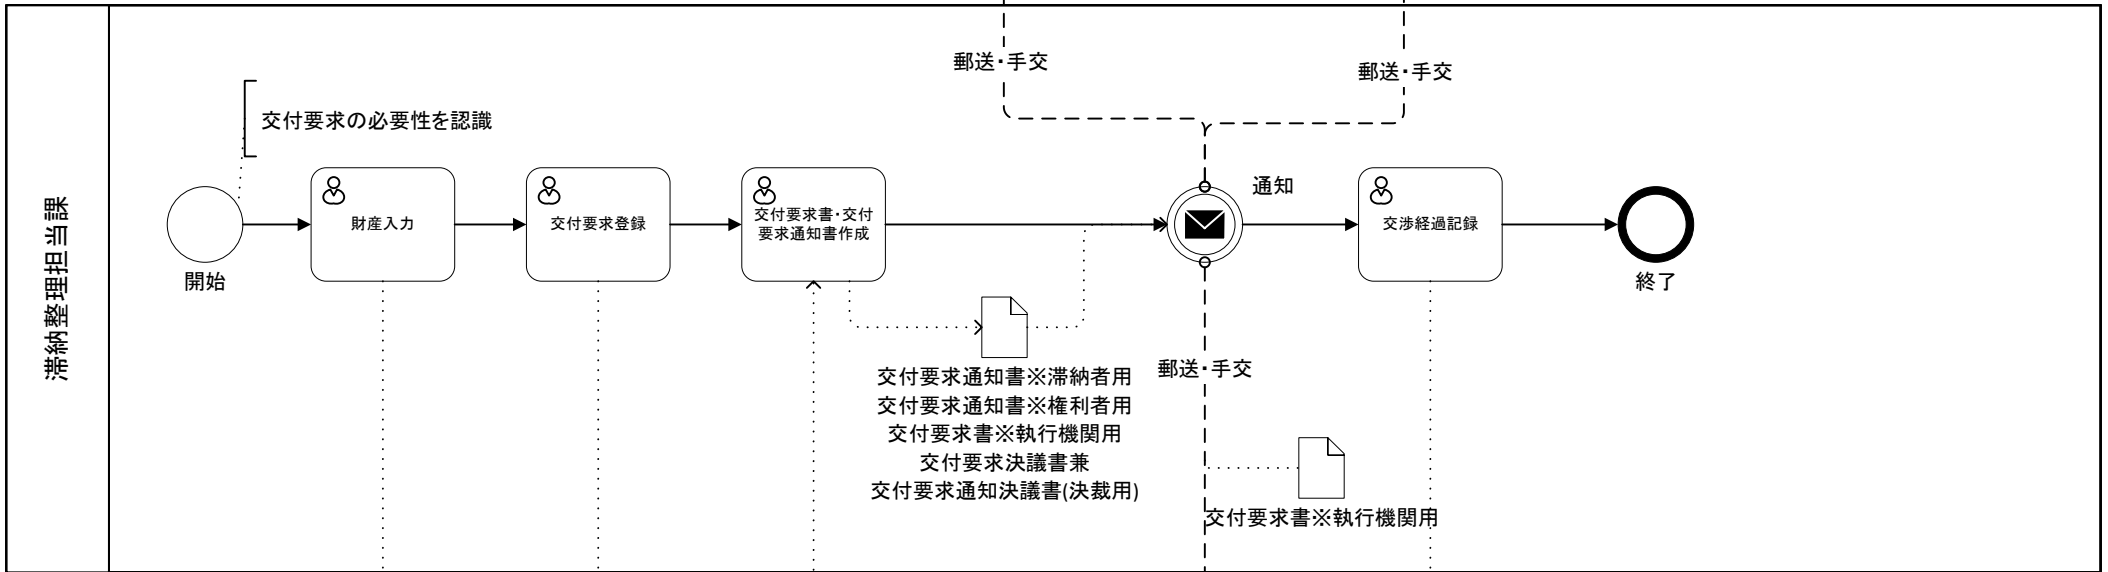 滞納整理担当課
郵送・手交
郵送・手交
交付要求の必要性を認識
開始
財産入力
交付要求登録
交付要求書・交付
要求通知書作成
通知
交渉経過記録
終了
交付要求通知書※滞納者用
交付要求通知書※権利者用
交付要求書※執行機関用
交付要求決議書兼
交付要求通知決議書(決裁用)
郵送・手交
交付要求書※執行機関用